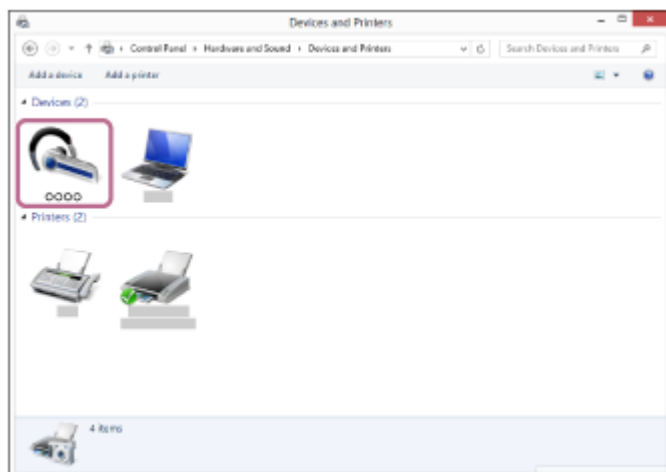 Devices and Printers
Control Panel › Hardware and Sound › Devices and Printers
Search Devices and Printers
Add a device Add a printer
Devices (2)
oooo
Printers (2)
4 items